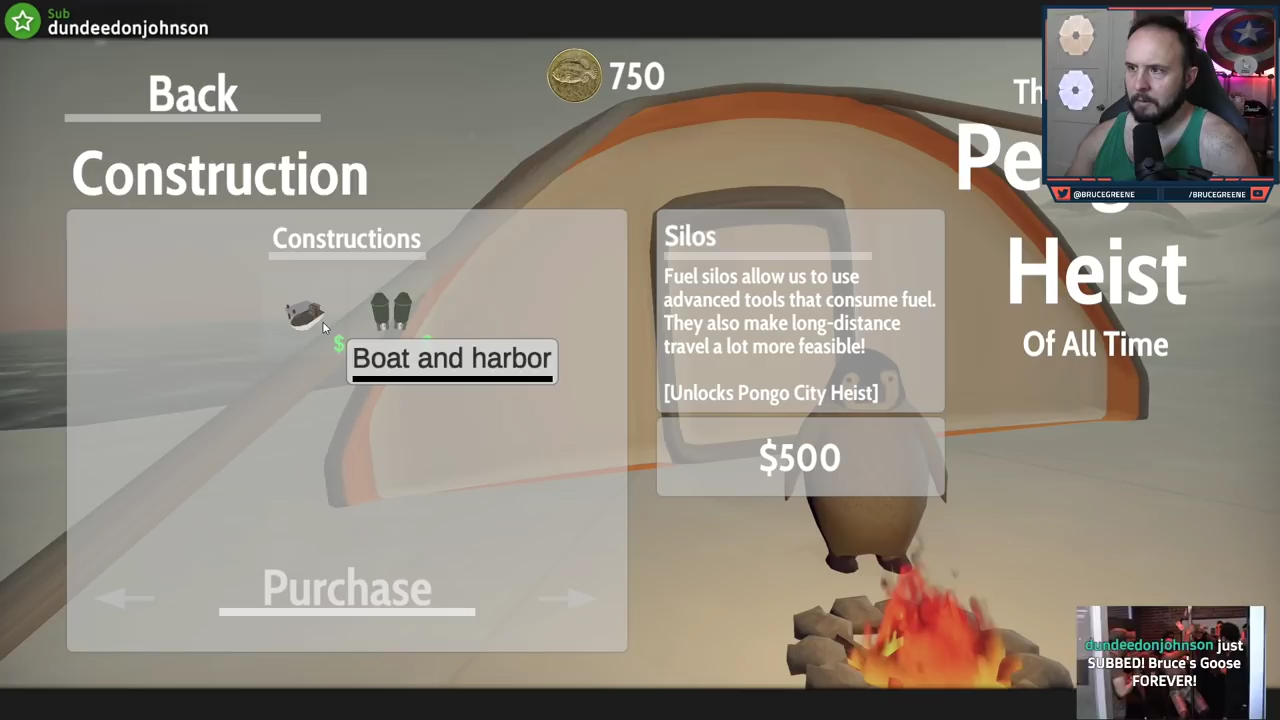 Sub
dundeedonjohnson
Back
750
Construction
Constructions
$
Boat and harbor
Purchase
Silos
Fuel silos allow us to use
advanced tools that consume fuel.
They also make long-distance
travel a lot more feasible!
[Unlocks Pongo City Heist]
$500
Th
Pe
Heist
Of All Time
@BRUCEGREENE
/BRUCEGREENE
dundeedonjohnson just
SUBBED! Bruce's Goose
FOREVER!